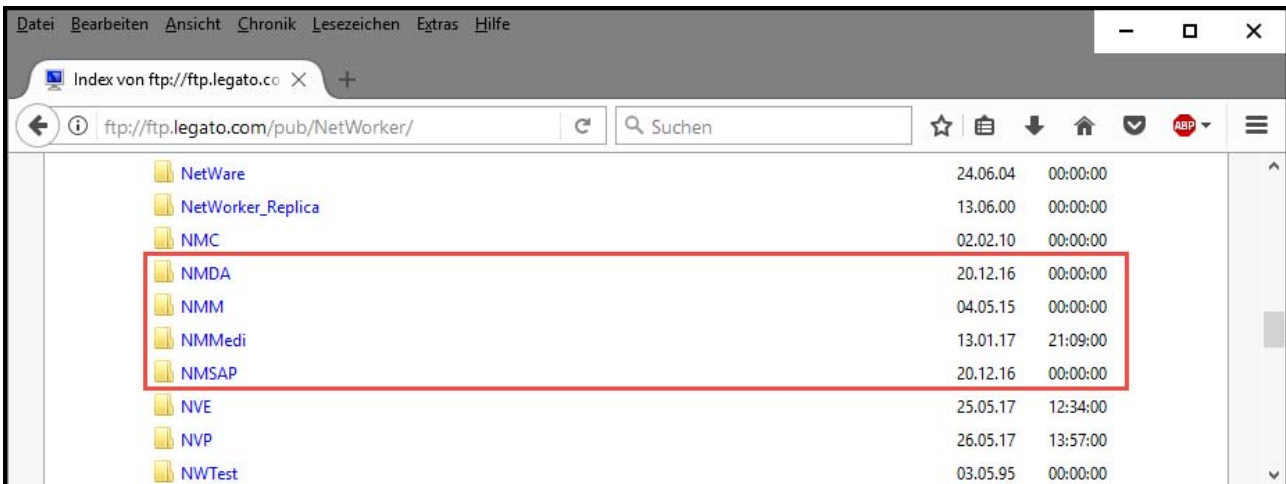 Datei Bearbeiten Ansicht Chronik Lesezeichen Extras Hilfe
Index von ftp://ftp.legato.co
ftp://ftp.legato.com/pub/NetWorker/ Suchen ABP
NetWare 24.06.04 00:00:00
NetWorker_Replica 13.06.00 00:00:00
NMC 02.02.10 00:00:00
NMDA 20.12.16 00:00:00
NMM 04.05.15 00:00:00
NMMedi 13.01.17 21:09:00
NMSAP 20.12.16 00:00:00
NVE 25.05.17 12:34:00
NVP 26.05.17 13:57:00
NWTest 03.05.95 00:00:00